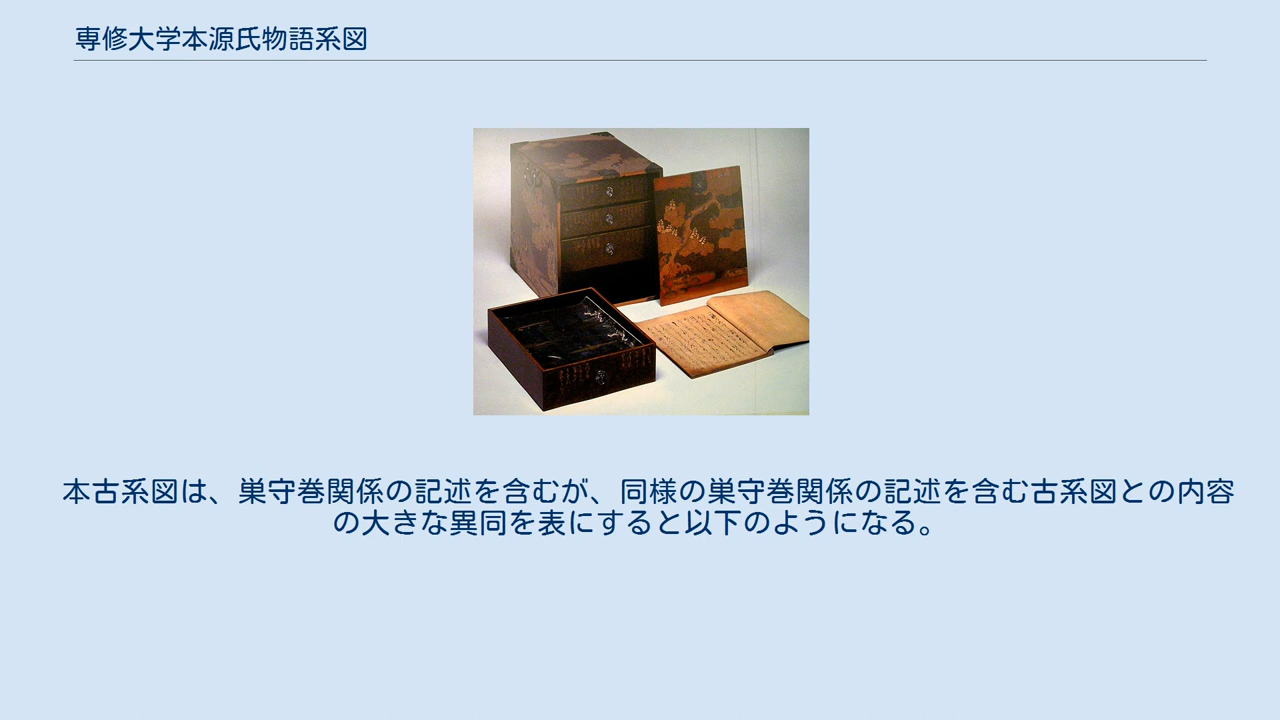 専修大学本源氏物語系図
本古系図は、巣守巻関係の記述を含むが、同様の巣守巻関係の記述を含む古系図との内容
の大きな異同を表にすると以下のようになる。